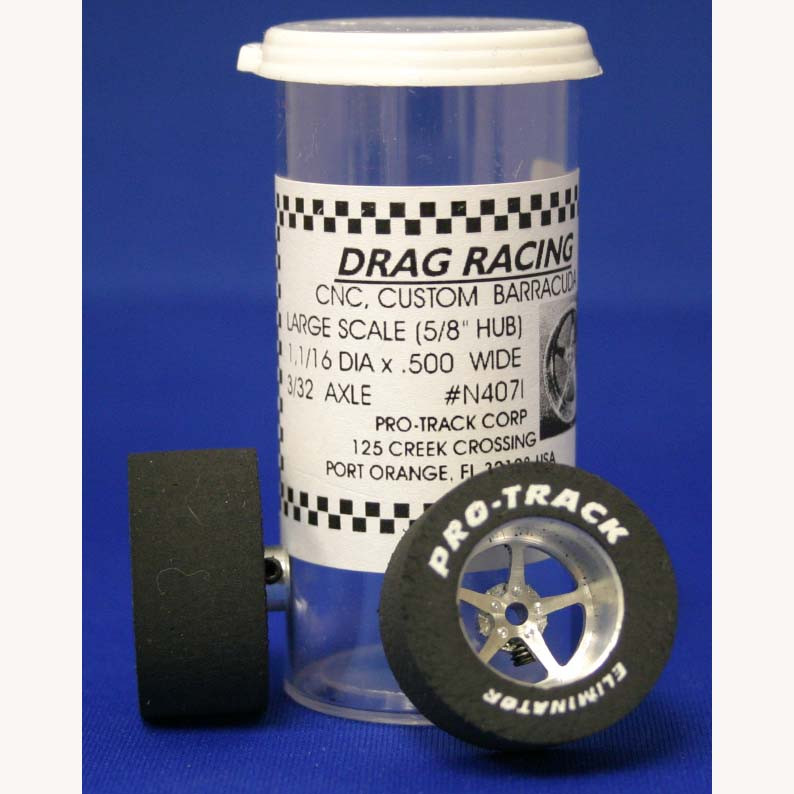 DRAG RACING
CNC, CUSTOM BARRACUDA
LARGE SCALE (5/8" HUB)
1,1/16 DIA x .500 WIDE
3/32 AXLE #N407I
PRO-TRACK CORP
125 CREEK CROSSING
PORT ORANGE, FL USA
PRO-TRACK
ELIMINATOR